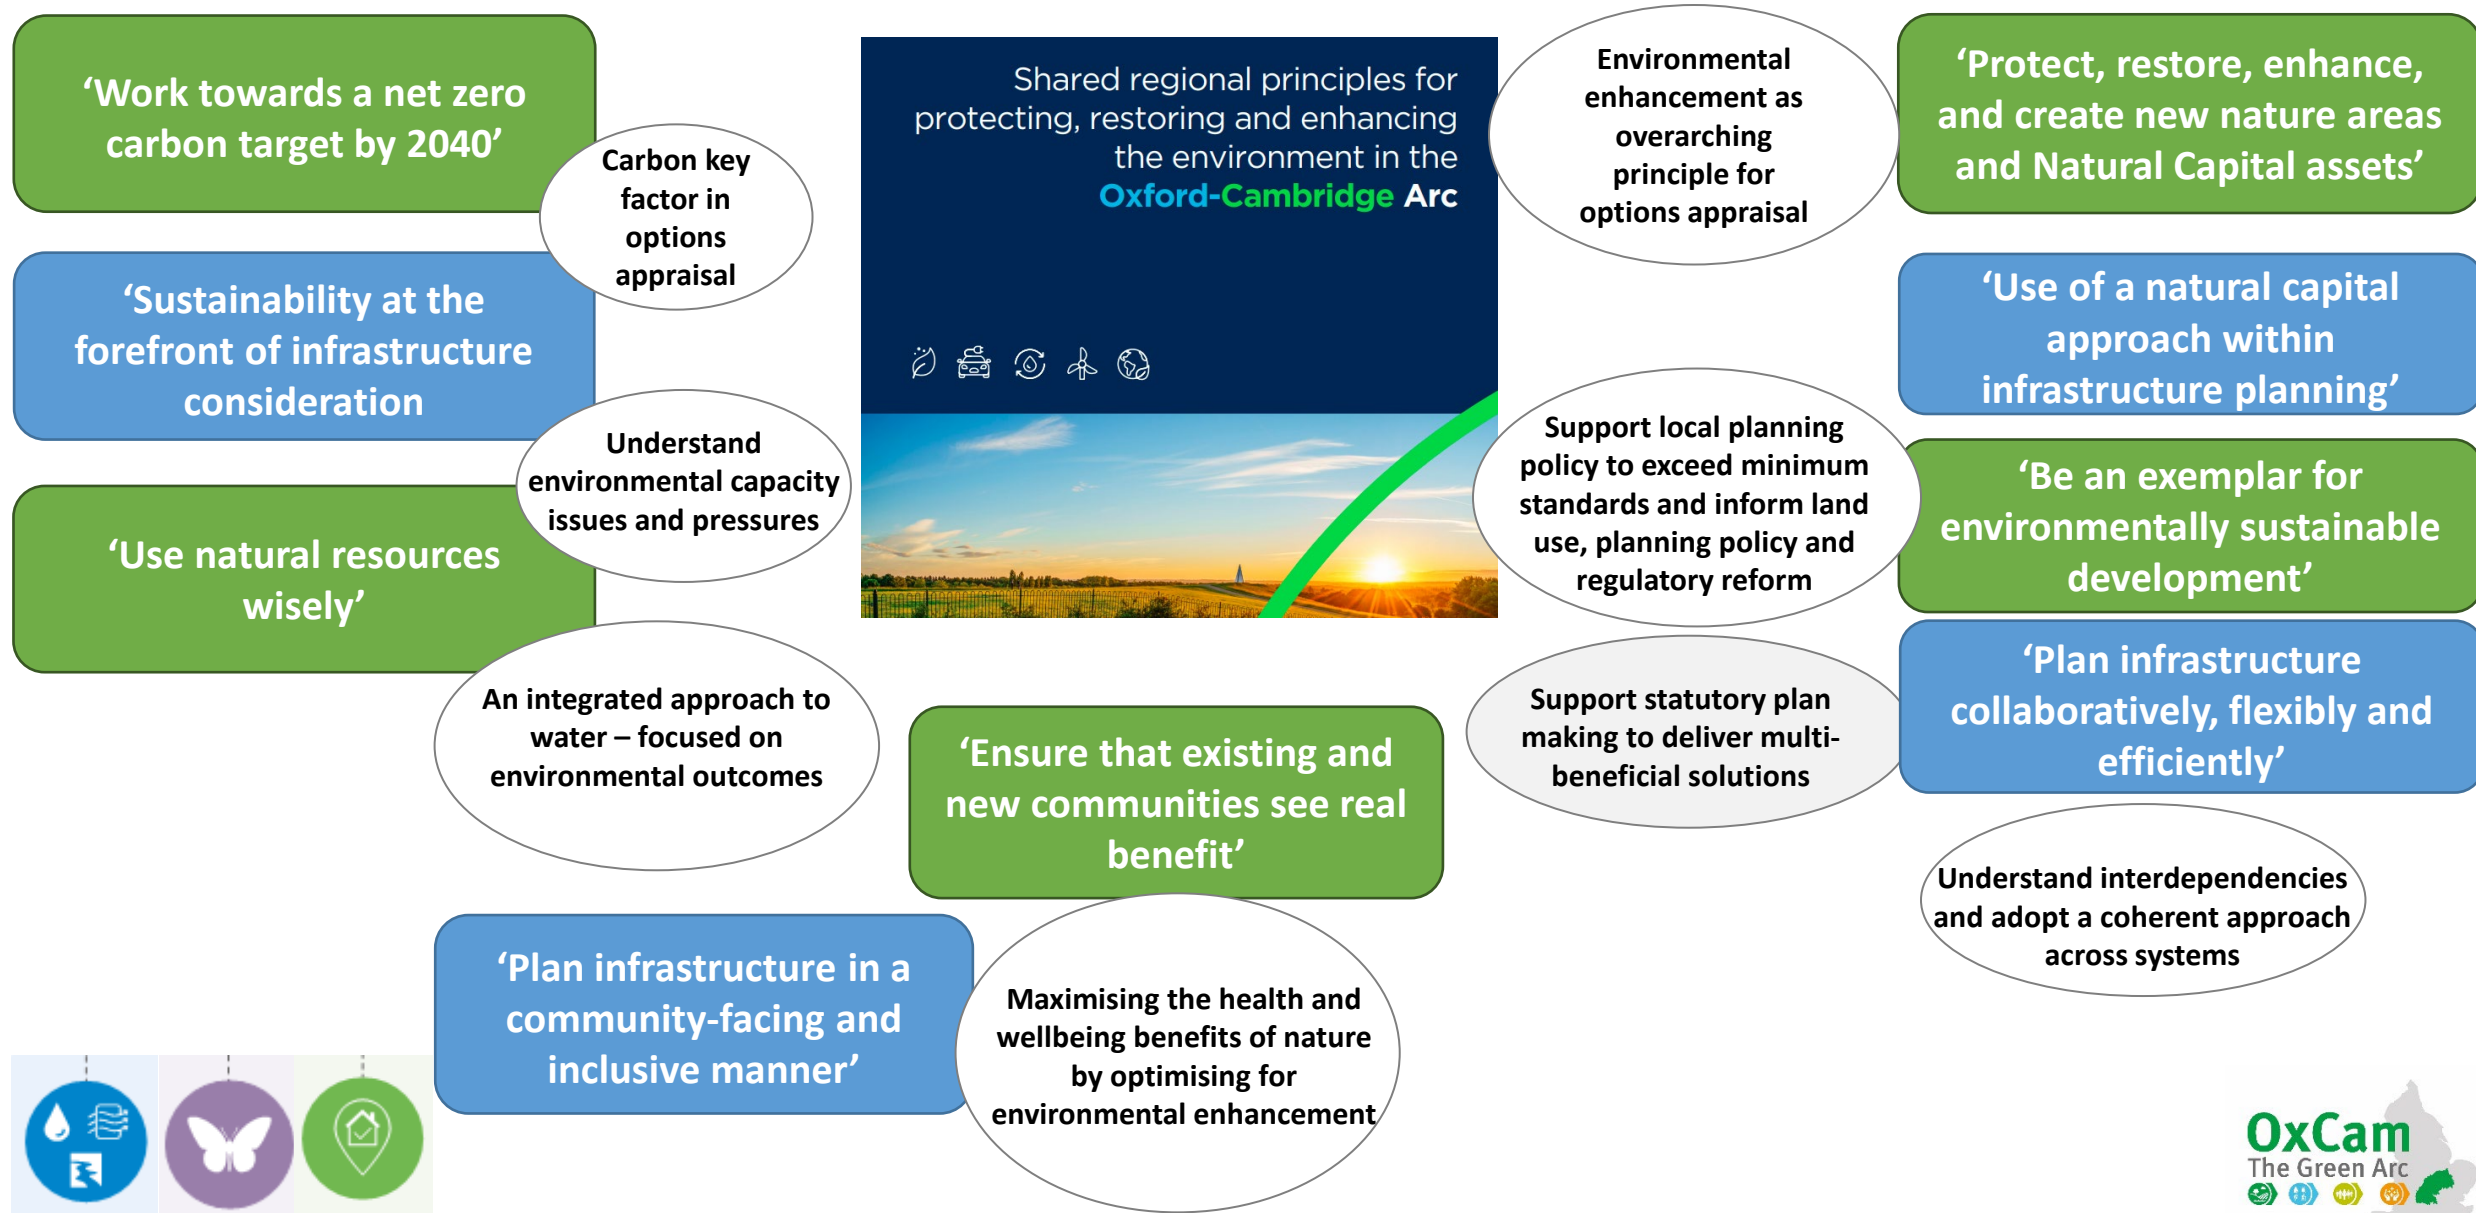 ‘Work towards a net zero
carbon target by 2040’
Carbon key
factor in
options
appraisal
‘Sustainability at the
forefront of infrastructure
consideration
Understand
environmental capacity
issues and pressures
‘Use natural resources
wisely’
An integrated approach to
water – focused on
environmental outcomes
Shared regional principles for
protecting, restoring and enhancing
the environment in the
Oxford-Cambridge Arc
Environmental
enhancement as
overarching
principle for
options appraisal
‘Protect, restore, enhance,
and create new nature areas
and Natural Capital assets’
‘Use of a natural capital
approach within
infrastructure planning’
Support local planning
policy to exceed minimum
standards and inform land
use, planning policy and
regulatory reform
‘Be an exemplar for
environmentally sustainable
development’
Support statutory plan
making to deliver multi-
beneficial solutions
‘Plan infrastructure
collaboratively, flexibly and
efficiently’
Understand interdependencies
and adopt a coherent approach
across systems
‘Ensure that existing and
new communities see real
benefit’
‘Plan infrastructure in a
community-facing and
inclusive manner’
Maximising the health and
wellbeing benefits of nature
by optimising for
environmental enhancement
OxCam
The Green Arc